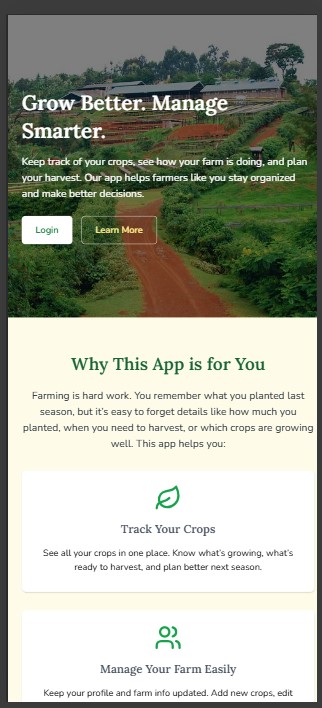 Grow Better. Manage
Smarter.
Keep track of your crops, see how your farm is doing, and plan
your harvest. Our app helps farmers like you stay organized
and make better decisions.
Login
Learn More
Why This App is for You
Farming is hard work. You remember what you planted last
season, but it's easy to forget details like how much you
planted, when you need to harvest, or which crops are growing
well. This app helps you:
Track Your Crops
See all your crops in one place. Know what's growing, what's
ready to harvest, and plan better next season.
Manage Your Farm Easily
Keep your profile and farm info updated. Add new crops, edit